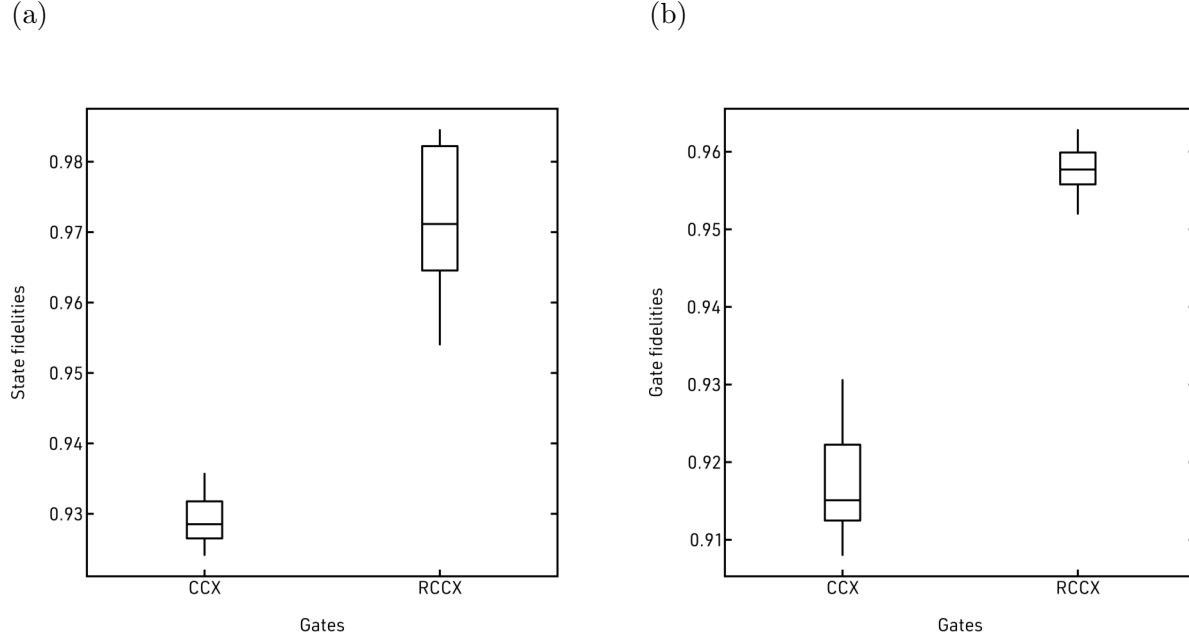 (a)
(b)
State fidelities
0.98
0.97
0.96
0.95
0.94
0.93
CCX
RCCX
Gates
Gate fidelities
0.96
0.95
0.94
0.93
0.92
0.91
CCX
RCCX
Gates